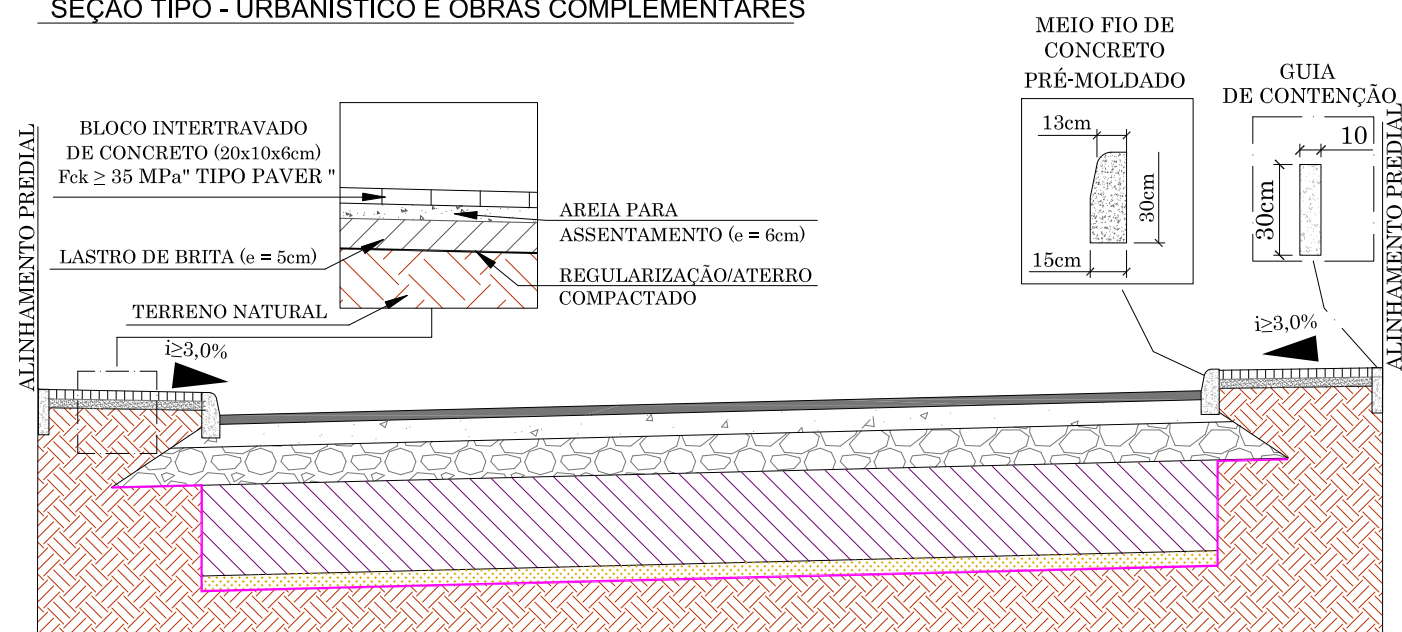 SEÇÃO TIPO - URBANÍSTICO E OBRAS COMPLEMENTARES
MEIO FIO DE
CONCRETO
PRÉ-MOLDADO
13cm
30cm
15cm
GUIA
DE CONTENÇÃO
10
30cm
ALINHAMENTO PREDIAL
BLOCO INTERTRAVADO
DE CONCRETO (20x10x6cm)
Fck ≥ 35 MPa" TIPO PAVER "
LASTRO DE BRITA (e = 5cm)
TERRENO NATURAL
AREIA PARA
ASSENTAMENTO (e = 6cm)
REGULARIZAÇÃO/ATERRO
COMPACTADO
i≥3,0%
i≥3,0%
ALINHAMENTO PREDIAL